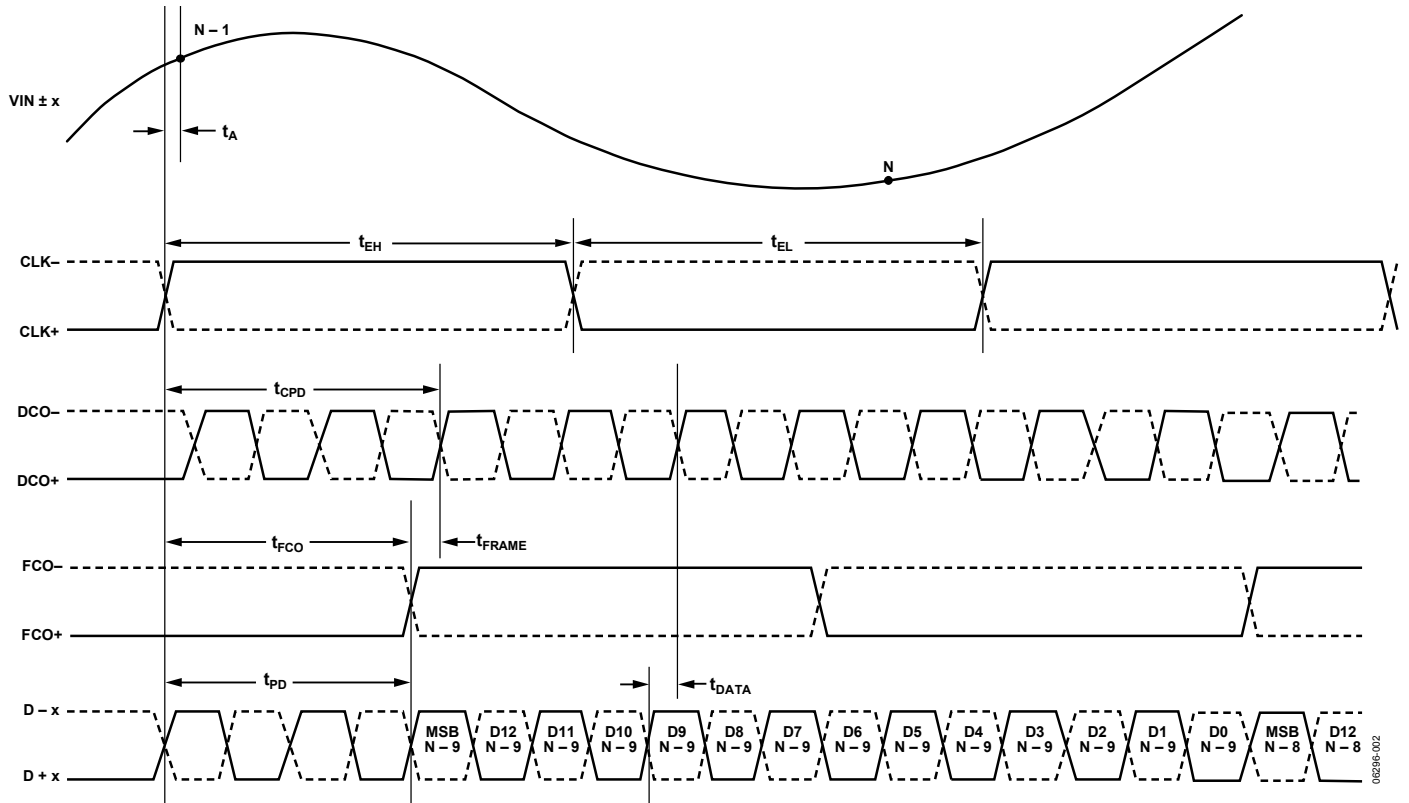 N – 1
VIN ± x
tA
N
tEH
tEL
CLK–
CLK+
tCPD
DCO–
DCO+
tFCO
tFRAME
FCO–
FCO+
tPD
tDATA
D – x
MSB N – 9
D12 N – 9
D11 N – 9
D10 N – 9
D9 N – 9
D8 N – 9
D7 N – 9
D6 N – 9
D5 N – 9
D4 N – 9
D3 N – 9
D2 N – 9
D1 N – 9
D0 N – 9
MSB N – 8
D12 N – 8
D + x
06296-002